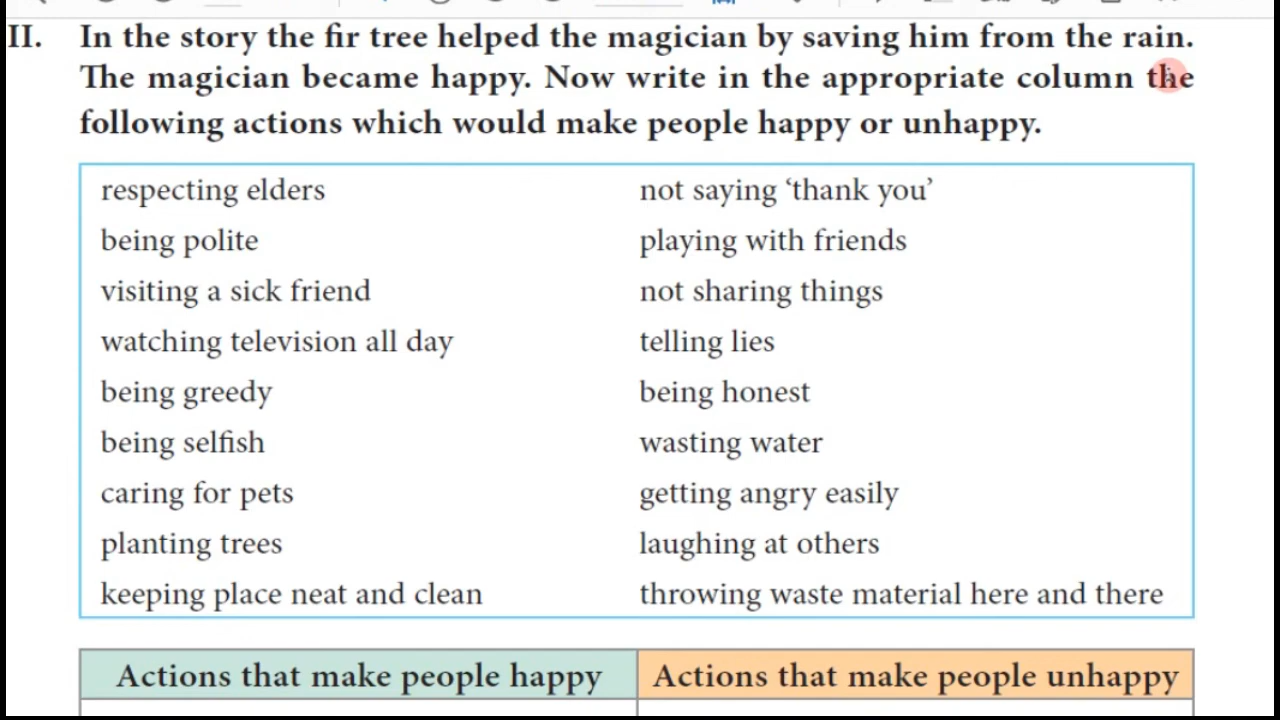 II. In the story the fir tree helped the magician by saving him from the rain.
The magician became happy. Now write in the appropriate column the
following actions which would make people happy or unhappy.
respecting elders
being polite
visiting a sick friend
watching television all day
being greedy
being selfish
caring for pets
planting trees
keeping place neat and clean
not saying ‘thank you’
playing with friends
not sharing things
telling lies
being honest
wasting water
getting angry easily
laughing at others
throwing waste material here and there
Actions that make people happy
Actions that make people unhappy